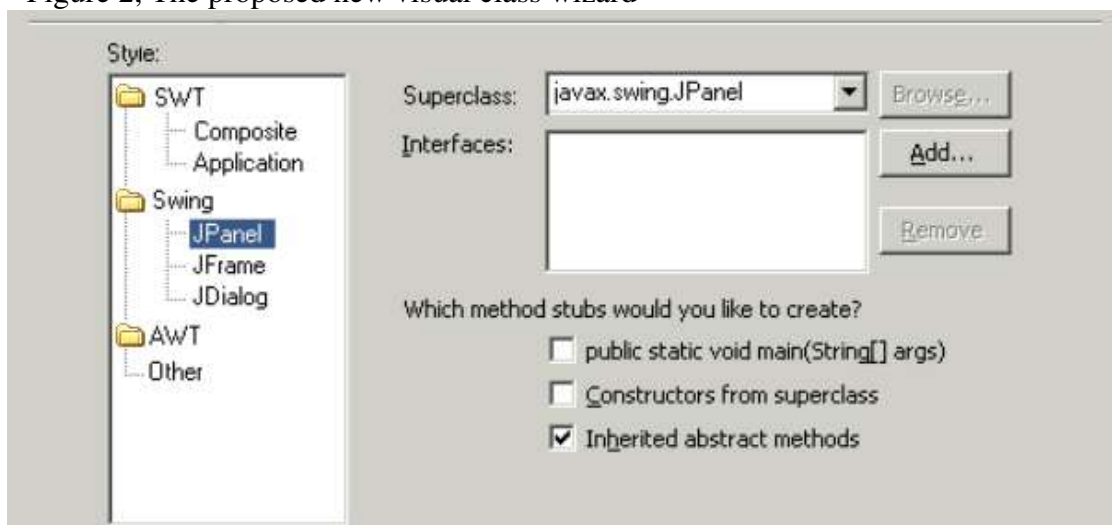 Figure 2, The proposed new visual class wizard
Style:
SWT
Composite
Application
Swing
JPanel
JFrame
JDialog
AWT
Other
Superclass: javax.swing.JPanel Browse...
Interfaces: Add...
Remove
Which method stubs would you like to create?
public static void main(String[] args)
Constructors from superclass
Inherited abstract methods